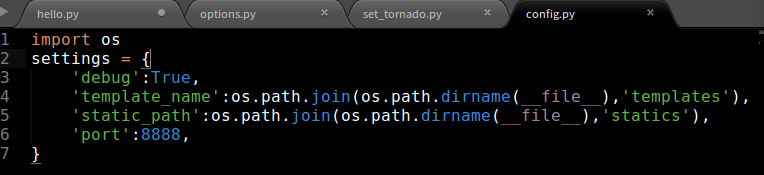 hello.py options.py set_tornado.py config.py
1 import os
2 settings = {
3     'debug':True,
4     'template_name':os.path.join(os.path.dirname(__file__),'templates'),
5     'static_path':os.path.join(os.path.dirname(__file__),'statics'),
6     'port':8888,
7 }